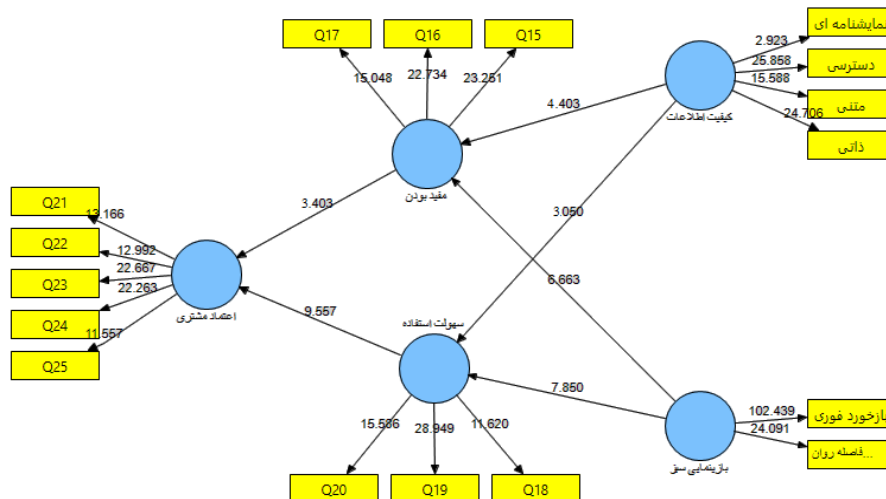 نمایشنامه ای
Q17
Q16
Q15
2.923
25.858
دسترسی
15.048
22.734
23.251
15.588
متنی
4.403
24.706
کیفیت اطلاعات
ذاتی
مفید بودن
Q21
13.166
3.403
3.050
Q22
12.992
22.667
Q23
22.263
6.663
Q24
11.557
اعتماد مشتری
9.557
سهولت استفاده
Q25
7.850
بازخورد فوری
102.439
15.506
28.949
11.620
24.091
فاصله روان...
Q20
Q19
Q18